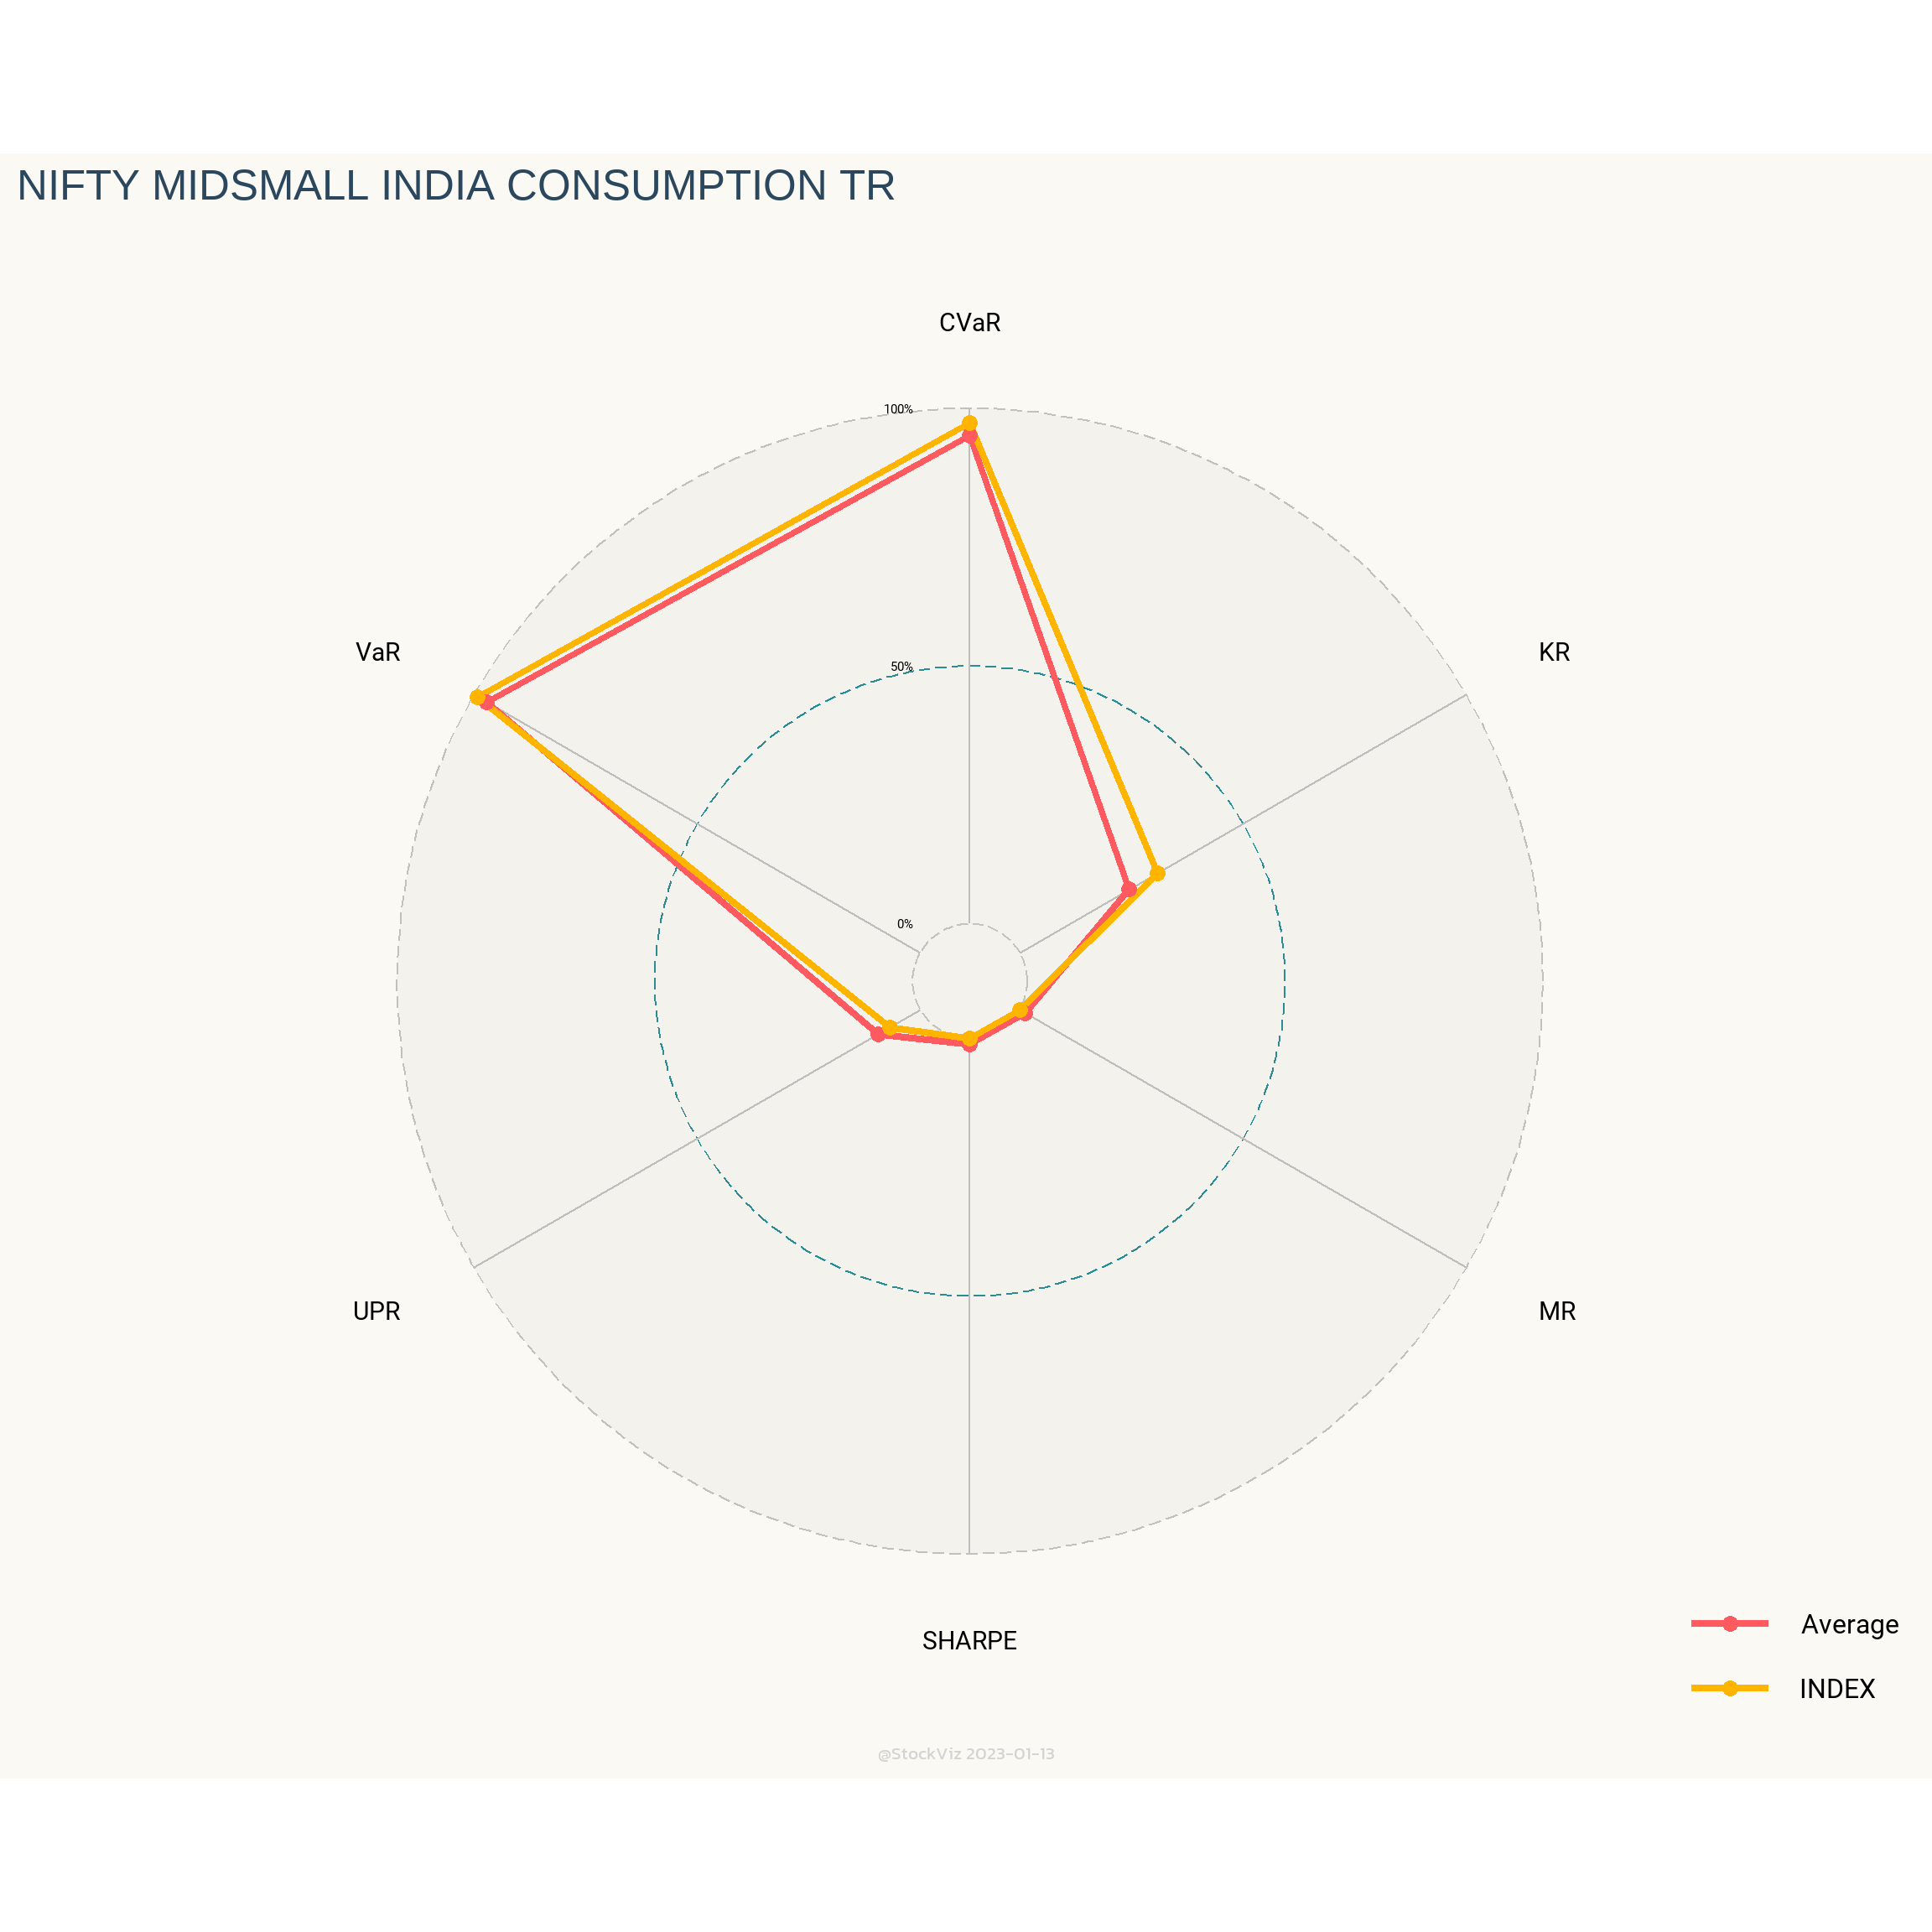 NIFTY MIDSMALL INDIA CONSUMPTION TR
CVaR
100%
VaR
KR
50%
0%
UPR
MR
SHARPE
Average
INDEX
@StockViz 2023-01-13